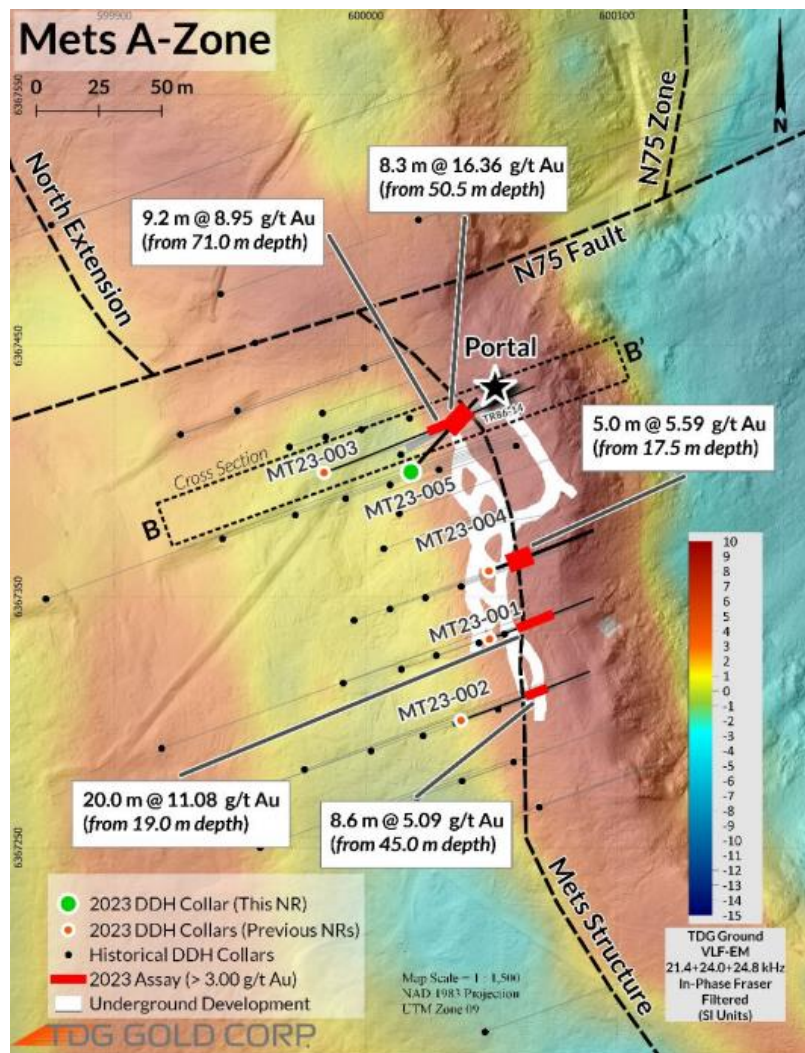 Mets A-Zone
0 25 50 m
599900
600000
600100
6367550
6367450
6367350
6367250
N
North Extension
N75 Zone
N75 Fault
8.3 m @ 16.36 g/t Au
(from 50.5 m depth)
9.2 m @ 8.95 g/t Au
(from 71.0 m depth)
Portal
B'
TR86-14
5.0 m @ 5.59 g/t Au
(from 17.5 m depth)
Cross Section
MT23-003
B
MT23-005
MT23-004
MT23-001
MT23-002
20.0 m @ 11.08 g/t Au
(from 19.0 m depth)
8.6 m @ 5.09 g/t Au
(from 45.0 m depth)
Mets Structure
10
9
8
7
6
5
4
3
2
1
0
-1
-2
-3
-4
-5
-6
-7
-8
-9
-10
-11
-12
-13
-14
-15
TDG Ground
VLF-EM
21.4+24.0+24.8 kHz
In-Phase Fraser
Filtered
(SI Units)
2023 DDH Collar (This NR)
2023 DDH Collars (Previous NRs)
Historical DDH Collars
2023 Assay (> 3.00 g/t Au)
Underground Development
Map Scale = 1 : 1,500
NAD 1983 Projection
UTM Zone 09
TDG GOLD CORP.